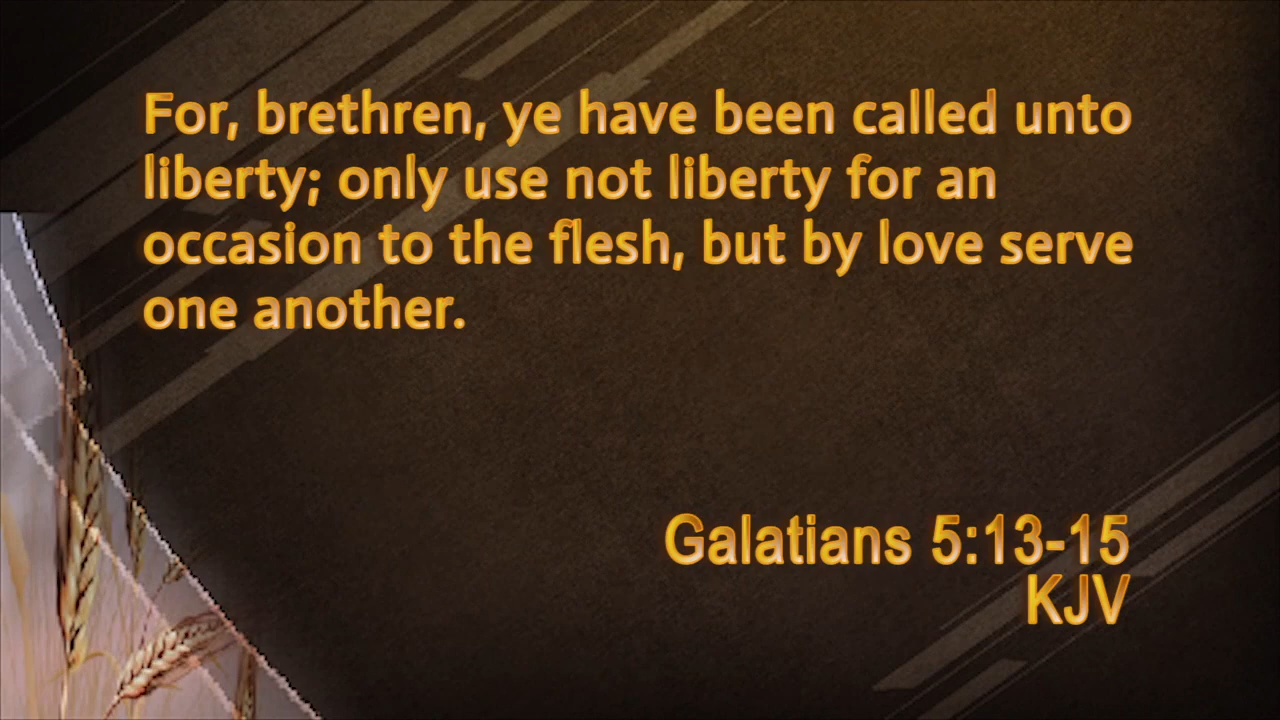 For, brethren, ye have been called unto
liberty; only use not liberty for an
occasion to the flesh, but by love serve
one another.
Galatians 5:13-15
KJV